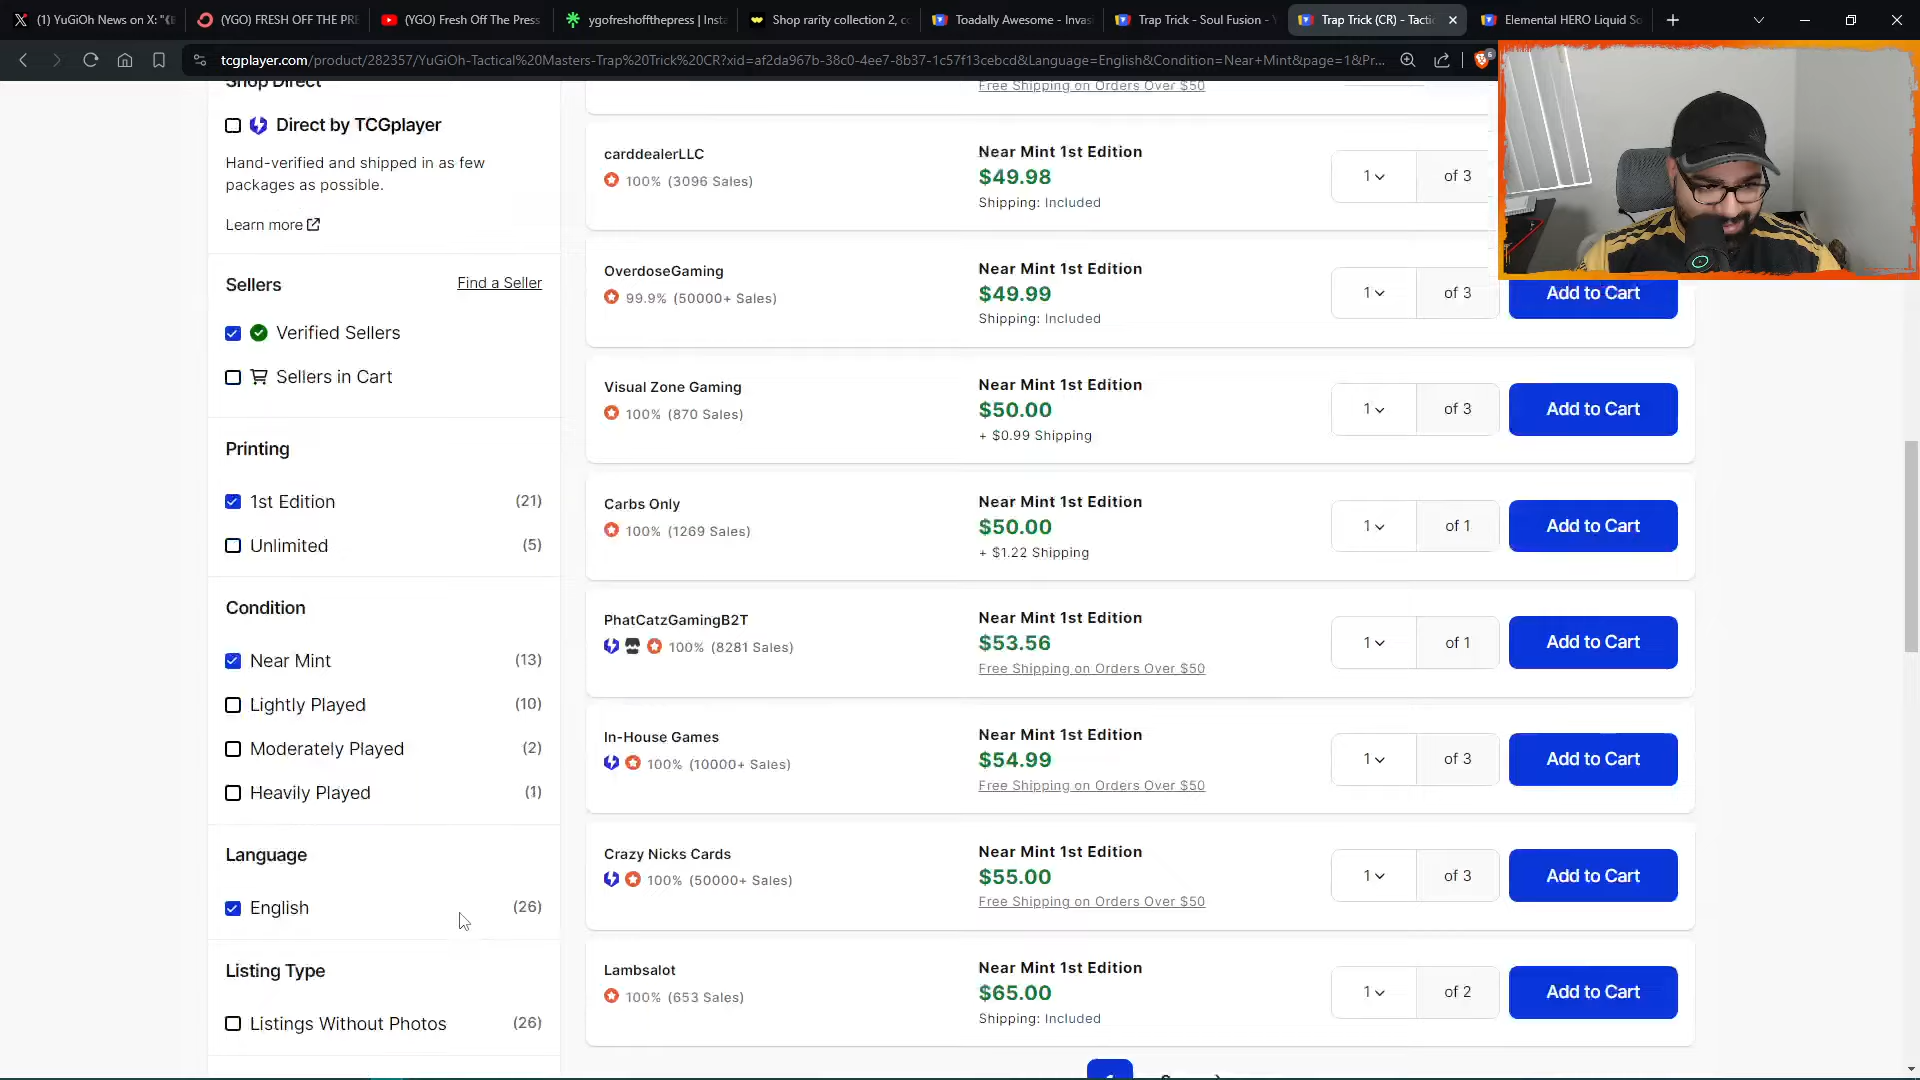 (1) YuGiOh News on X: "《E
(YGO) FRESH OFF THE PRE
(YGO) Fresh Off The Press
ygofreshoffthepress | Insta
Shop rarity collection 2, co
Toadally Awesome - Invasi
Trap Trick - Soul Fusion - Y
Trap Trick (CR) - Tactic
Elemental HERO Liquid So
tcgplayer.com/product/282357/YuGiOh-Tactical%20Masters-Trap%20Trick%20CR?xid=af2da967b-38c0-4ee7-8b37-1c57f13cebcd&Language=English&Condition=Near+Mint&page=1&Pr...
Shop Direct
Direct by TCGplayer
Hand-verified and shipped in as few
packages as possible.
Learn more
Sellers
Find a Seller
Verified Sellers
Sellers in Cart
Printing
1st Edition (21)
Unlimited (5)
Condition
Near Mint (13)
Lightly Played (10)
Moderately Played (2)
Heavily Played (1)
Language
English (26)
Listing Type
Listings Without Photos (26)
Free Shipping on Orders Over $50
carddealerLLC
100% (3096 Sales)
Near Mint 1st Edition
$49.98
Shipping: Included
1 of 3
OverdoseGaming
99.9% (50000+ Sales)
Near Mint 1st Edition
$49.99
Shipping: Included
1 of 3
Add to Cart
Visual Zone Gaming
100% (870 Sales)
Near Mint 1st Edition
$50.00
+ $0.99 Shipping
1 of 3
Add to Cart
Carbs Only
100% (1269 Sales)
Near Mint 1st Edition
$50.00
+ $1.22 Shipping
1 of 1
Add to Cart
PhatCatzGamingB2T
100% (8281 Sales)
Near Mint 1st Edition
$53.56
Free Shipping on Orders Over $50
1 of 1
Add to Cart
In-House Games
100% (10000+ Sales)
Near Mint 1st Edition
$54.99
Free Shipping on Orders Over $50
1 of 3
Add to Cart
Crazy Nicks Cards
100% (50000+ Sales)
Near Mint 1st Edition
$55.00
Free Shipping on Orders Over $50
1 of 3
Add to Cart
Lambsalot
100% (653 Sales)
Near Mint 1st Edition
$65.00
Shipping: Included
1 of 2
Add to Cart